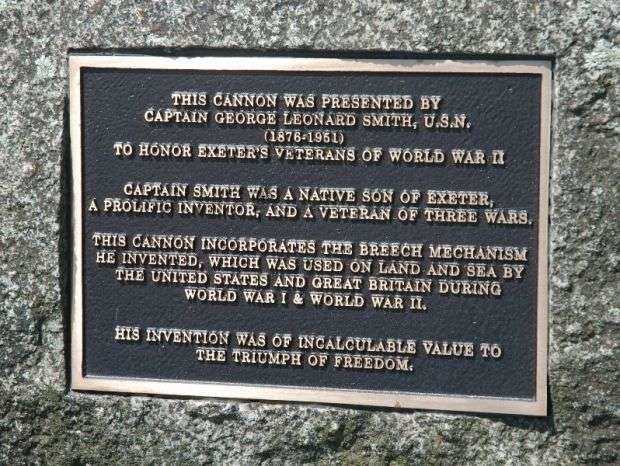 THIS CANNON WAS PRESENTED BY
CAPTAIN GEORGE LEONARD SMITH, U.S.N.
(1876-1951)
TO HONOR EXETER'S VETERANS OF WORLD WAR II
CAPTAIN SMITH WAS A NATIVE SON OF EXETER,
A PROLIFIC INVENTOR, AND A VETERAN OF THREE WARS.
THIS CANNON INCORPORATES THE BREECH MECHANISM
HE INVENTED, WHICH WAS USED ON LAND AND SEA BY
THE UNITED STATES AND GREAT BRITAIN DURING
WORLD WAR I & WORLD WAR II.
HIS INVENTION WAS OF INCALCULABLE VALUE TO
THE TRIUMPH OF FREEDOM.